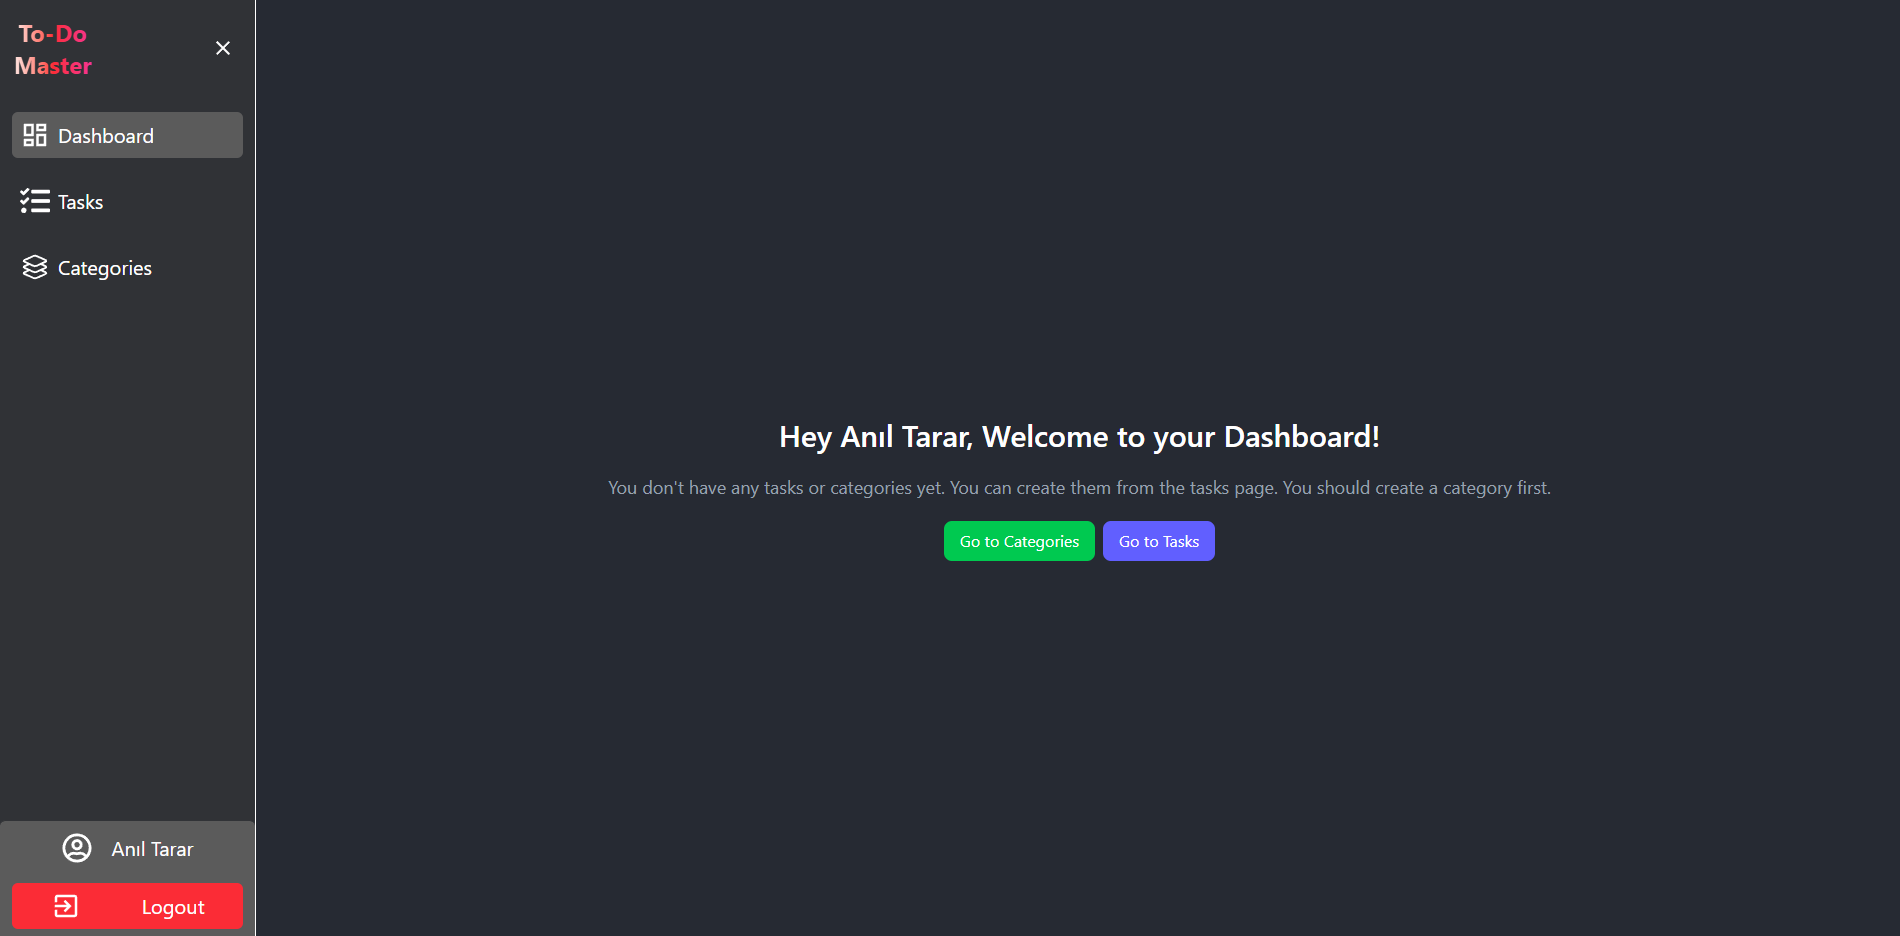 To-Do
Master
Dashboard
Tasks
Categories
Hey Anıl Tarar, Welcome to your Dashboard!
You don't have any tasks or categories yet. You can create them from the tasks page. You should create a category first.
Go to Categories
Go to Tasks
Anıl Tarar
Logout